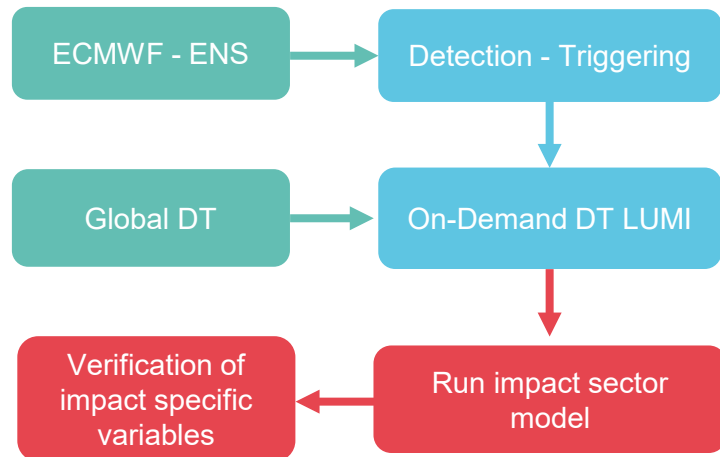 ECMWF - ENS
Detection - Triggering
Global DT
On-Demand DT LUMI
Verification of
impact specific
variables
Run impact sector
model